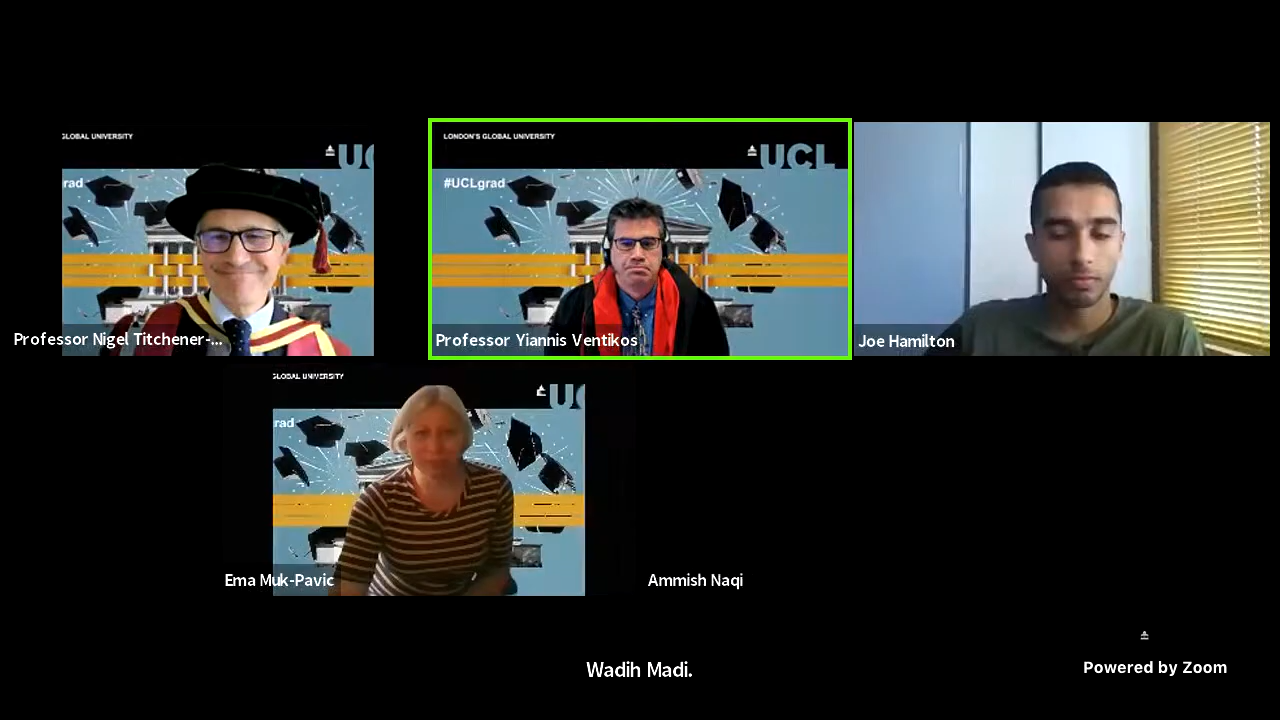 GLOBAL UNIVERSITY
UC
rad
Professor Nigel Titchener-...
LONDON'S GLOBAL UNIVERSITY
UCL
#UCLgrad
Professor Yiannis Ventikos
Joe Hamilton
GLOBAL UNIVERSITY
UC
rad
Ema Muk-Pavic
Ammish Naqi
Wadih Madi.
Powered by Zoom